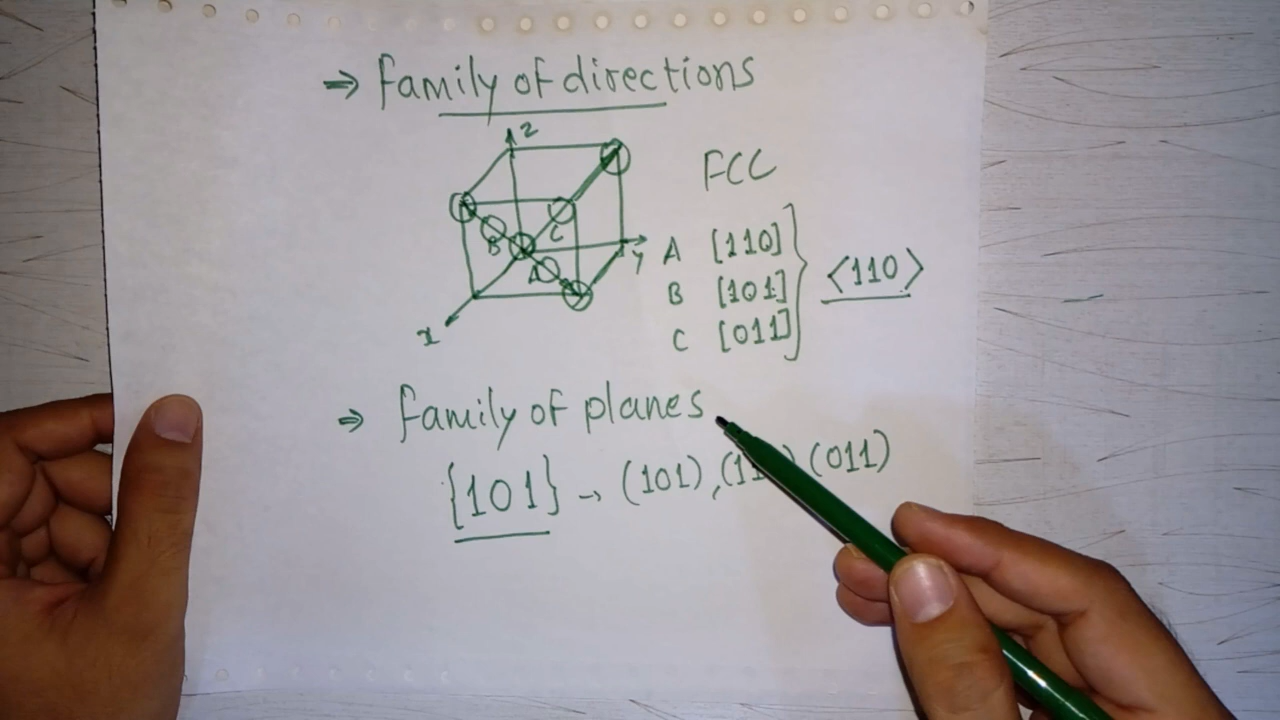 ⇒ family of directions
z
FCC
B C A y
x
A [110]
B [101] <110>
C [011]
⇒ family of planes
{101} → (101), (011)